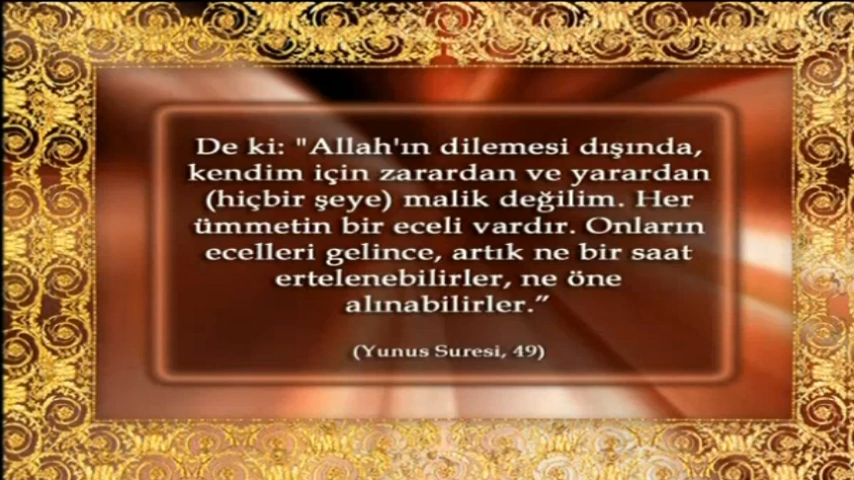 De ki: "Allah'ın dilemesi dışında,
kendim için zarardan ve yarardan
(hiçbir şeye) malik değilim. Her
ümmetin bir eceli vardır. Onların
ecelleri gelince, artık ne bir saat
ertelenebilirler, ne öne
alınabilirler.”
(Yunus Suresi, 49)